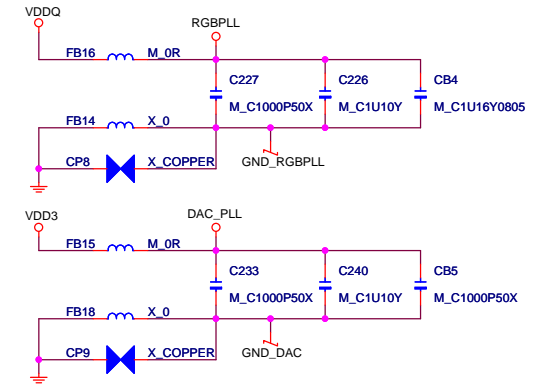 VDDQ
RGBPLL
FB16 M_0R
C227 C226 CB4
M_C1000P50X M_C1U10Y M_C1U16Y0805
FB14 X_0
CP8 X_COPPER GND_RGBPLL
VDD3 DAC_PLL
FB15 M_0R
C233 C240 CB5
M_C1000P50X M_C1U10Y M_C1000P50X
FB18 X_0
CP9 X_COPPER GND_DAC